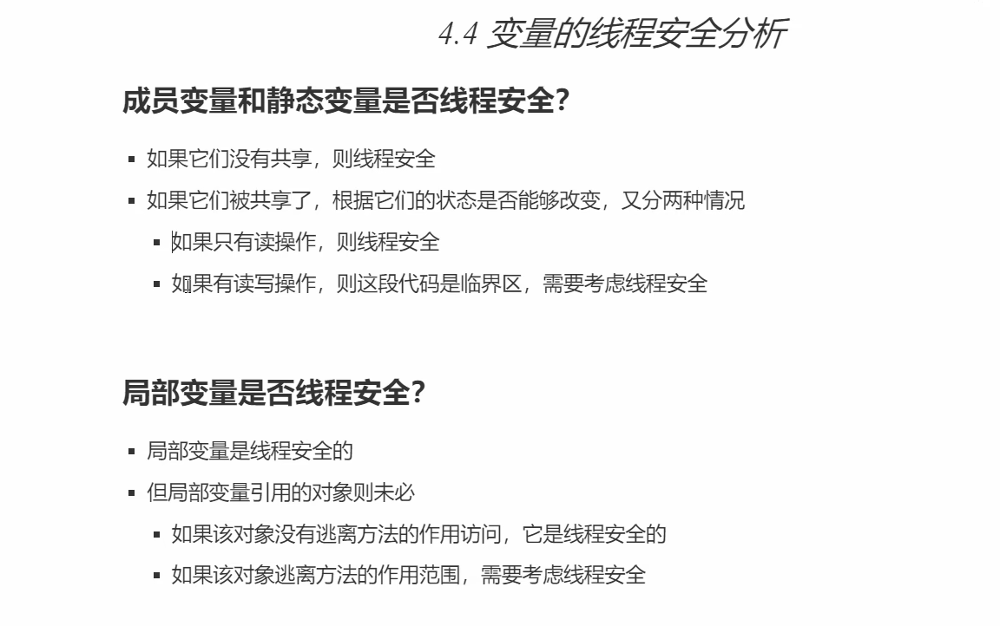 4.4 变量的线程安全分析
成员变量和静态变量是否线程安全？
如果它们没有共享，则线程安全
如果它们被共享了，根据它们的状态是否能够改变，又分两种情况
如果只有读操作，则线程安全
如果有读写操作，则这段代码是临界区，需要考虑线程安全
局部变量是否线程安全？
局部变量是线程安全的
但局部变量引用的对象则未必
如果该对象没有逃离方法的作用访问，它是线程安全的
如果该对象逃离方法的作用范围，需要考虑线程安全